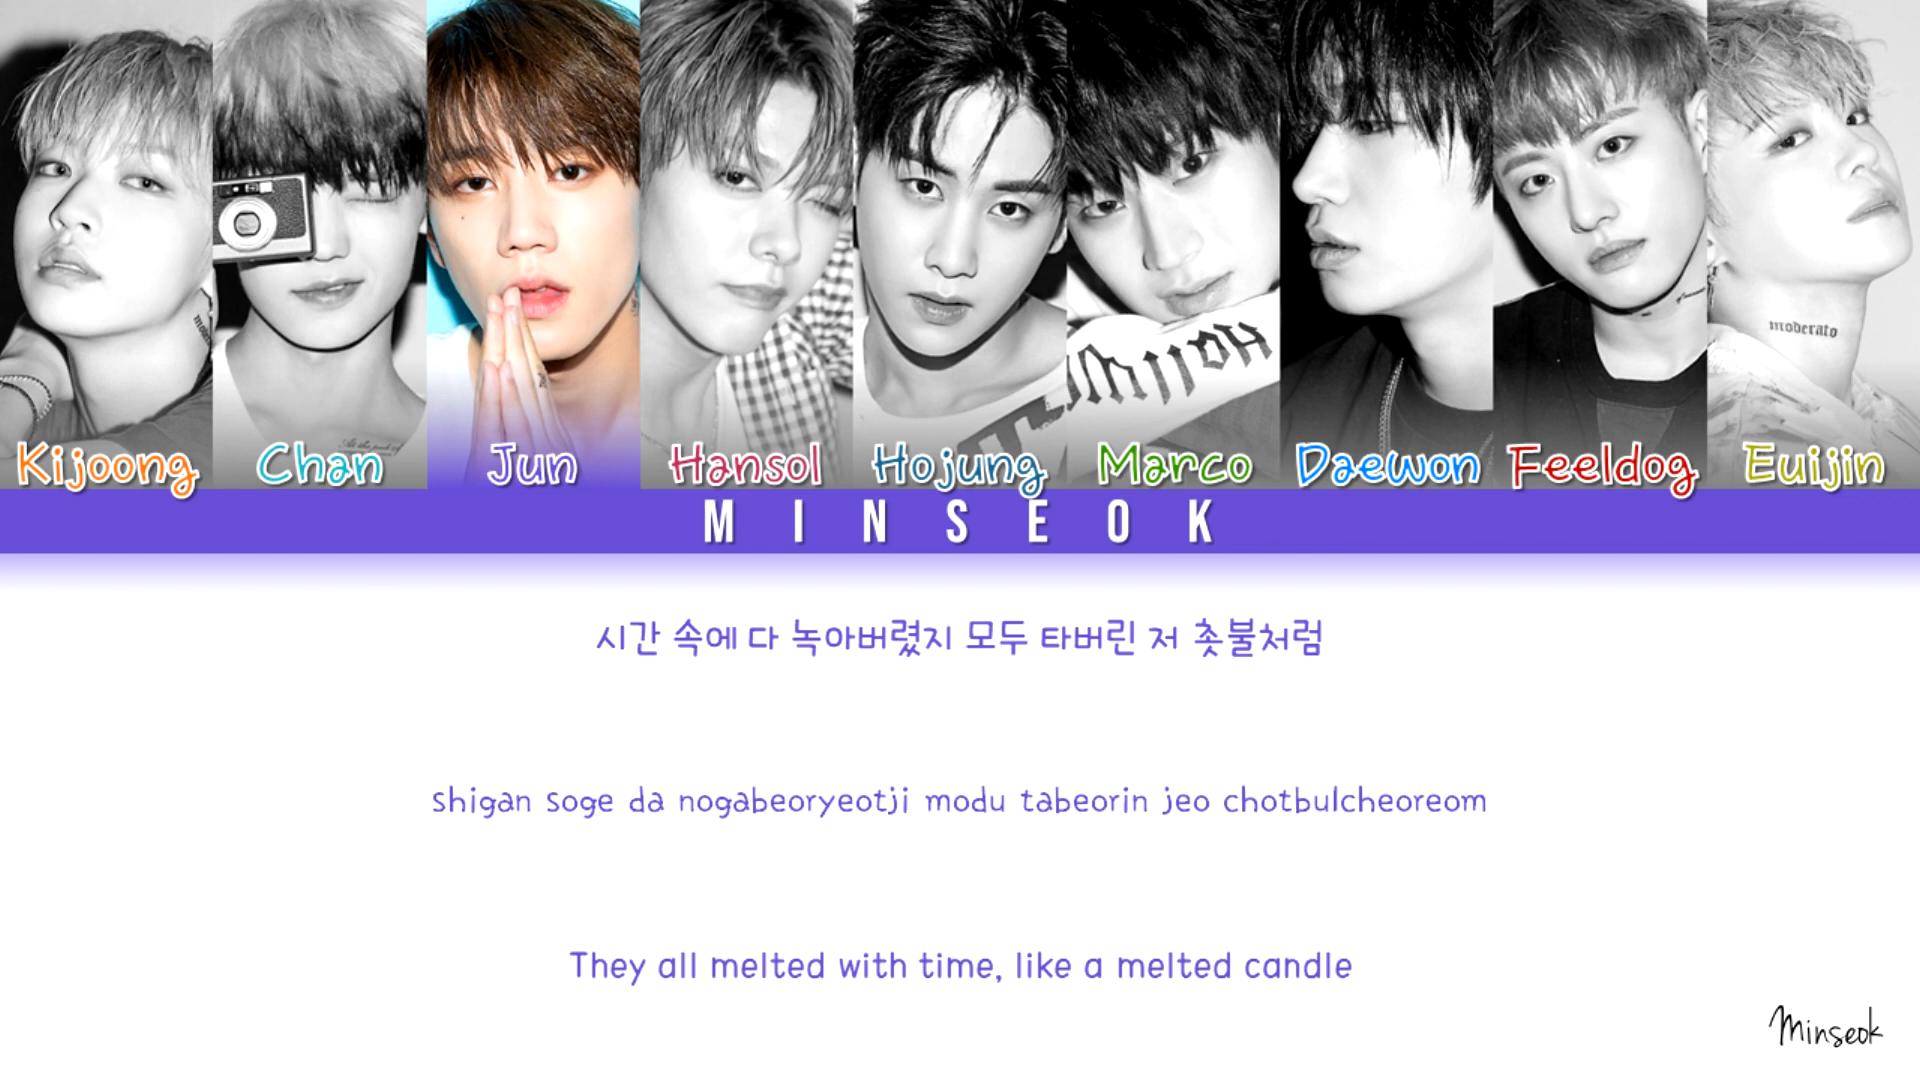 Kijoong Chan Jun Hansol Hojung Marco Daewon Feeldog Euijin
moderato
MINSEOK
시간 속에 다 녹아버렸지 모두 타버린 저 촛불처럼
shigan soge da nogabeoryeotji modu tabeorin jeo chotbulcheoreom
They all melted with time, like a melted candle
Minseok